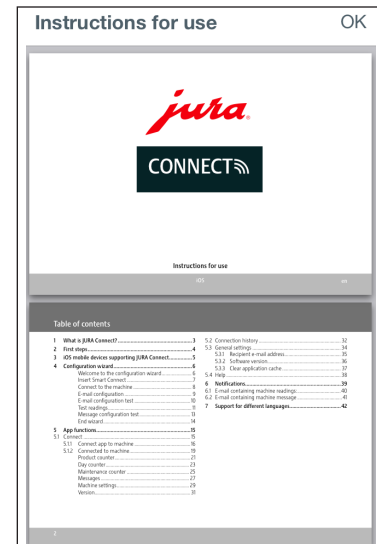 Instructions for use OK
jura
CONNECT
Instructions for use
iOS en
Table of contents
1 What is JURA Connect? 3
2 First steps 4
3 iOS mobile devices supporting JURA Connect 5
4 Configuration wizard 6
Welcome to the configuration wizard 6
Insert Smart Connect 7
Connect to the machine 8
E-mail configuration 9
E-mail configuration test 10
Test readings 11
Message configuration test 13
End wizard 14
5 App functions 15
5.1 Connect 15
5.1.1 Connect app to machine 16
5.1.2 Connected to machine 19
Product counter 21
Day counter 23
Maintenance counter 25
Messages 27
Machine settings 29
Version 31
5.2 Connection history 32
5.3 General settings 34
5.3.1 Recipient e-mail address 35
5.3.2 Software version 36
5.3.3 Clear application cache 37
5.4 Help 38
6 Notifications 39
6.1 E-mail containing machine readings 40
6.2 E-mail containing machine message 41
7 Support for different languages 42
2